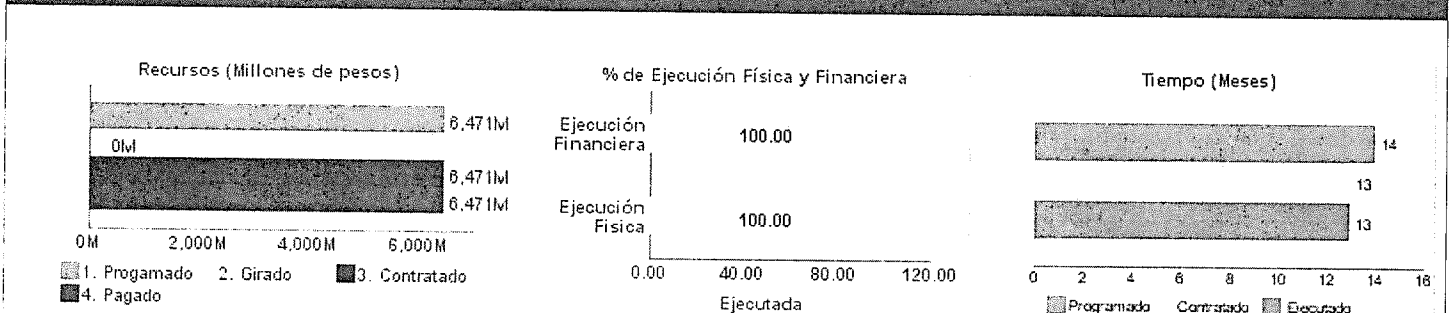 Recursos (Millones de pesos)
6,471M
0M
6,471M
6,471M
0M 2,000M 4,000M 6,000M
1. Progamado 2. Girado 3. Contratado
4. Pagado
% de Ejecución Física y Financiera
Ejecución
Financiera
100.00
Ejecución
Fisica
100.00
0.00 40.00 80.00 120.00
Ejecutada
Tiempo (Meses)
14
13
13
0 2 4 6 8 10 12 14 16
Programado Contratado Ejecutado